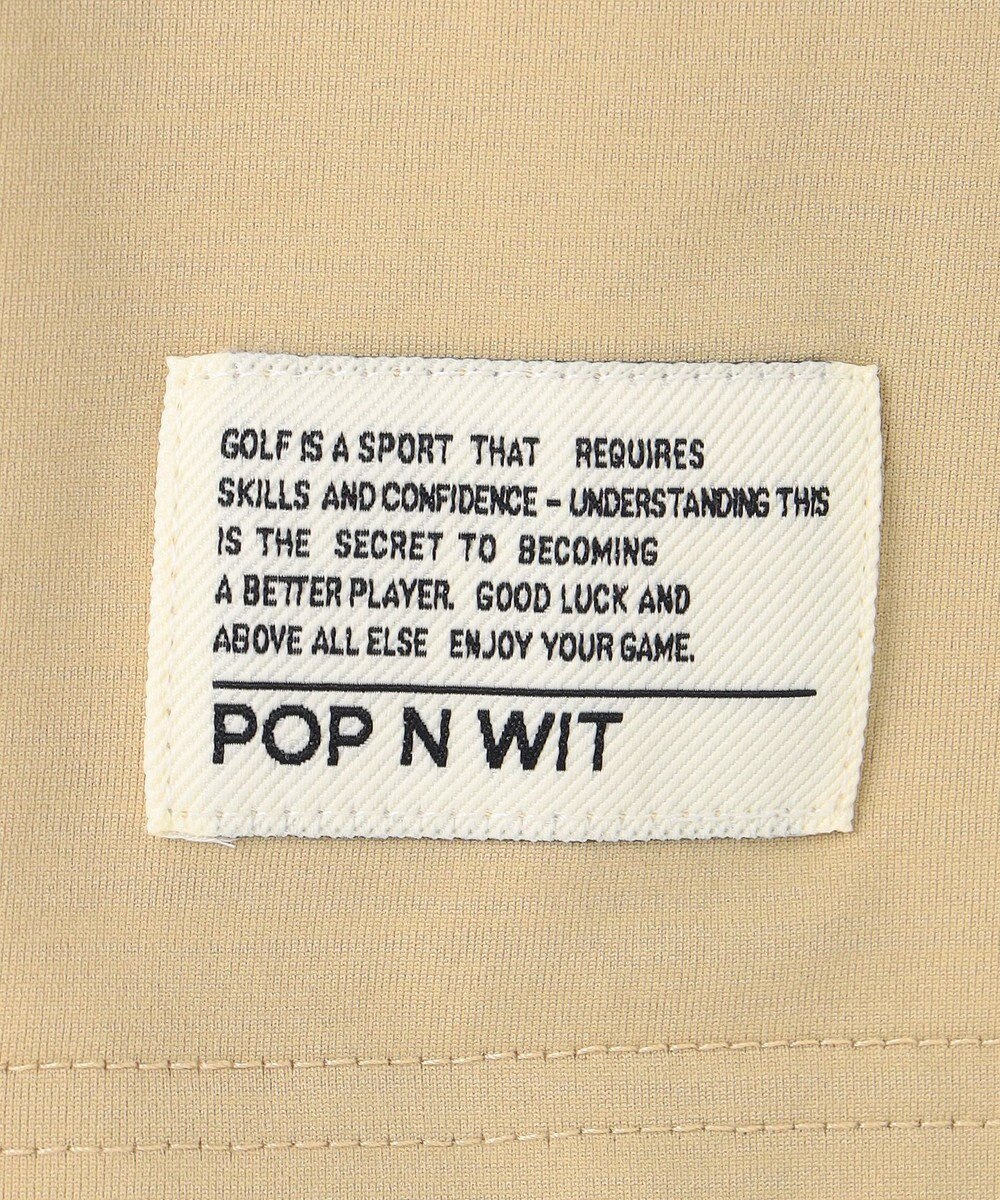 GOLF IS A SPORT THAT REQUIRES
SKILLS AND CONFIDENCE – UNDERSTANDING THIS
IS THE SECRET TO BECOMING
A BETTER PLAYER. GOOD LUCK AND
ABOVE ALL ELSE ENJOY YOUR GAME.
POP N WIT